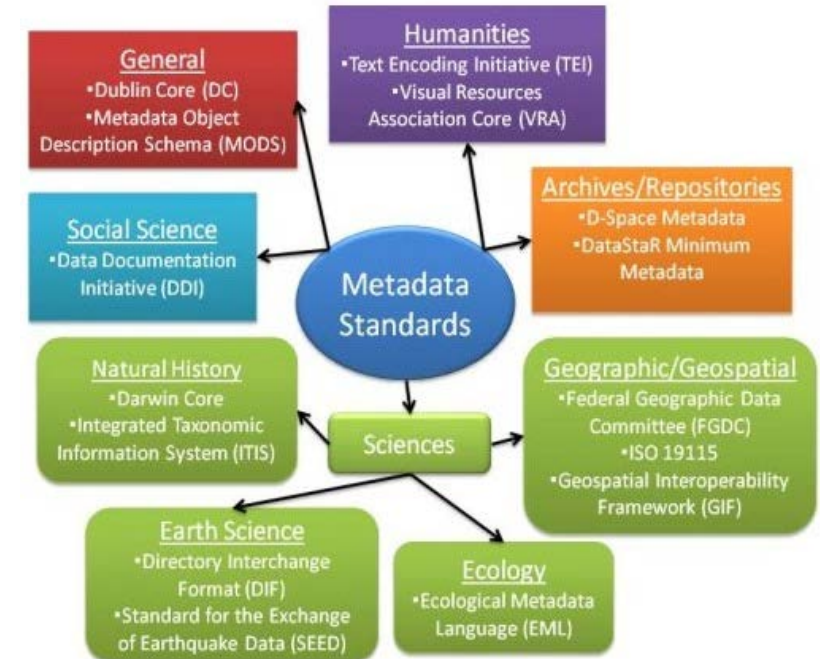 General
•Dublin Core (DC)
•Metadata Object
Description Schema (MODS)
Humanities
•Text Encoding Initiative (TEI)
•Visual Resources
Association Core (VRA)
Social Science
•Data Documentation
Initiative (DDI)
Metadata
Standards
Archives/Repositories
•D-Space Metadata
•DataStaR Minimum
Metadata
Natural History
•Darwin Core
•Integrated Taxonomic
Information System (ITIS)
Sciences
Geographic/Geospatial
•Federal Geographic Data
Committee (FGDC)
•ISO 19115
•Geospatial Interoperability
Framework (GIF)
Earth Science
•Directory Interchange
Format (DIF)
•Standard for the Exchange
of Earthquake Data (SEED)
Ecology
•Ecological Metadata
Language (EML)